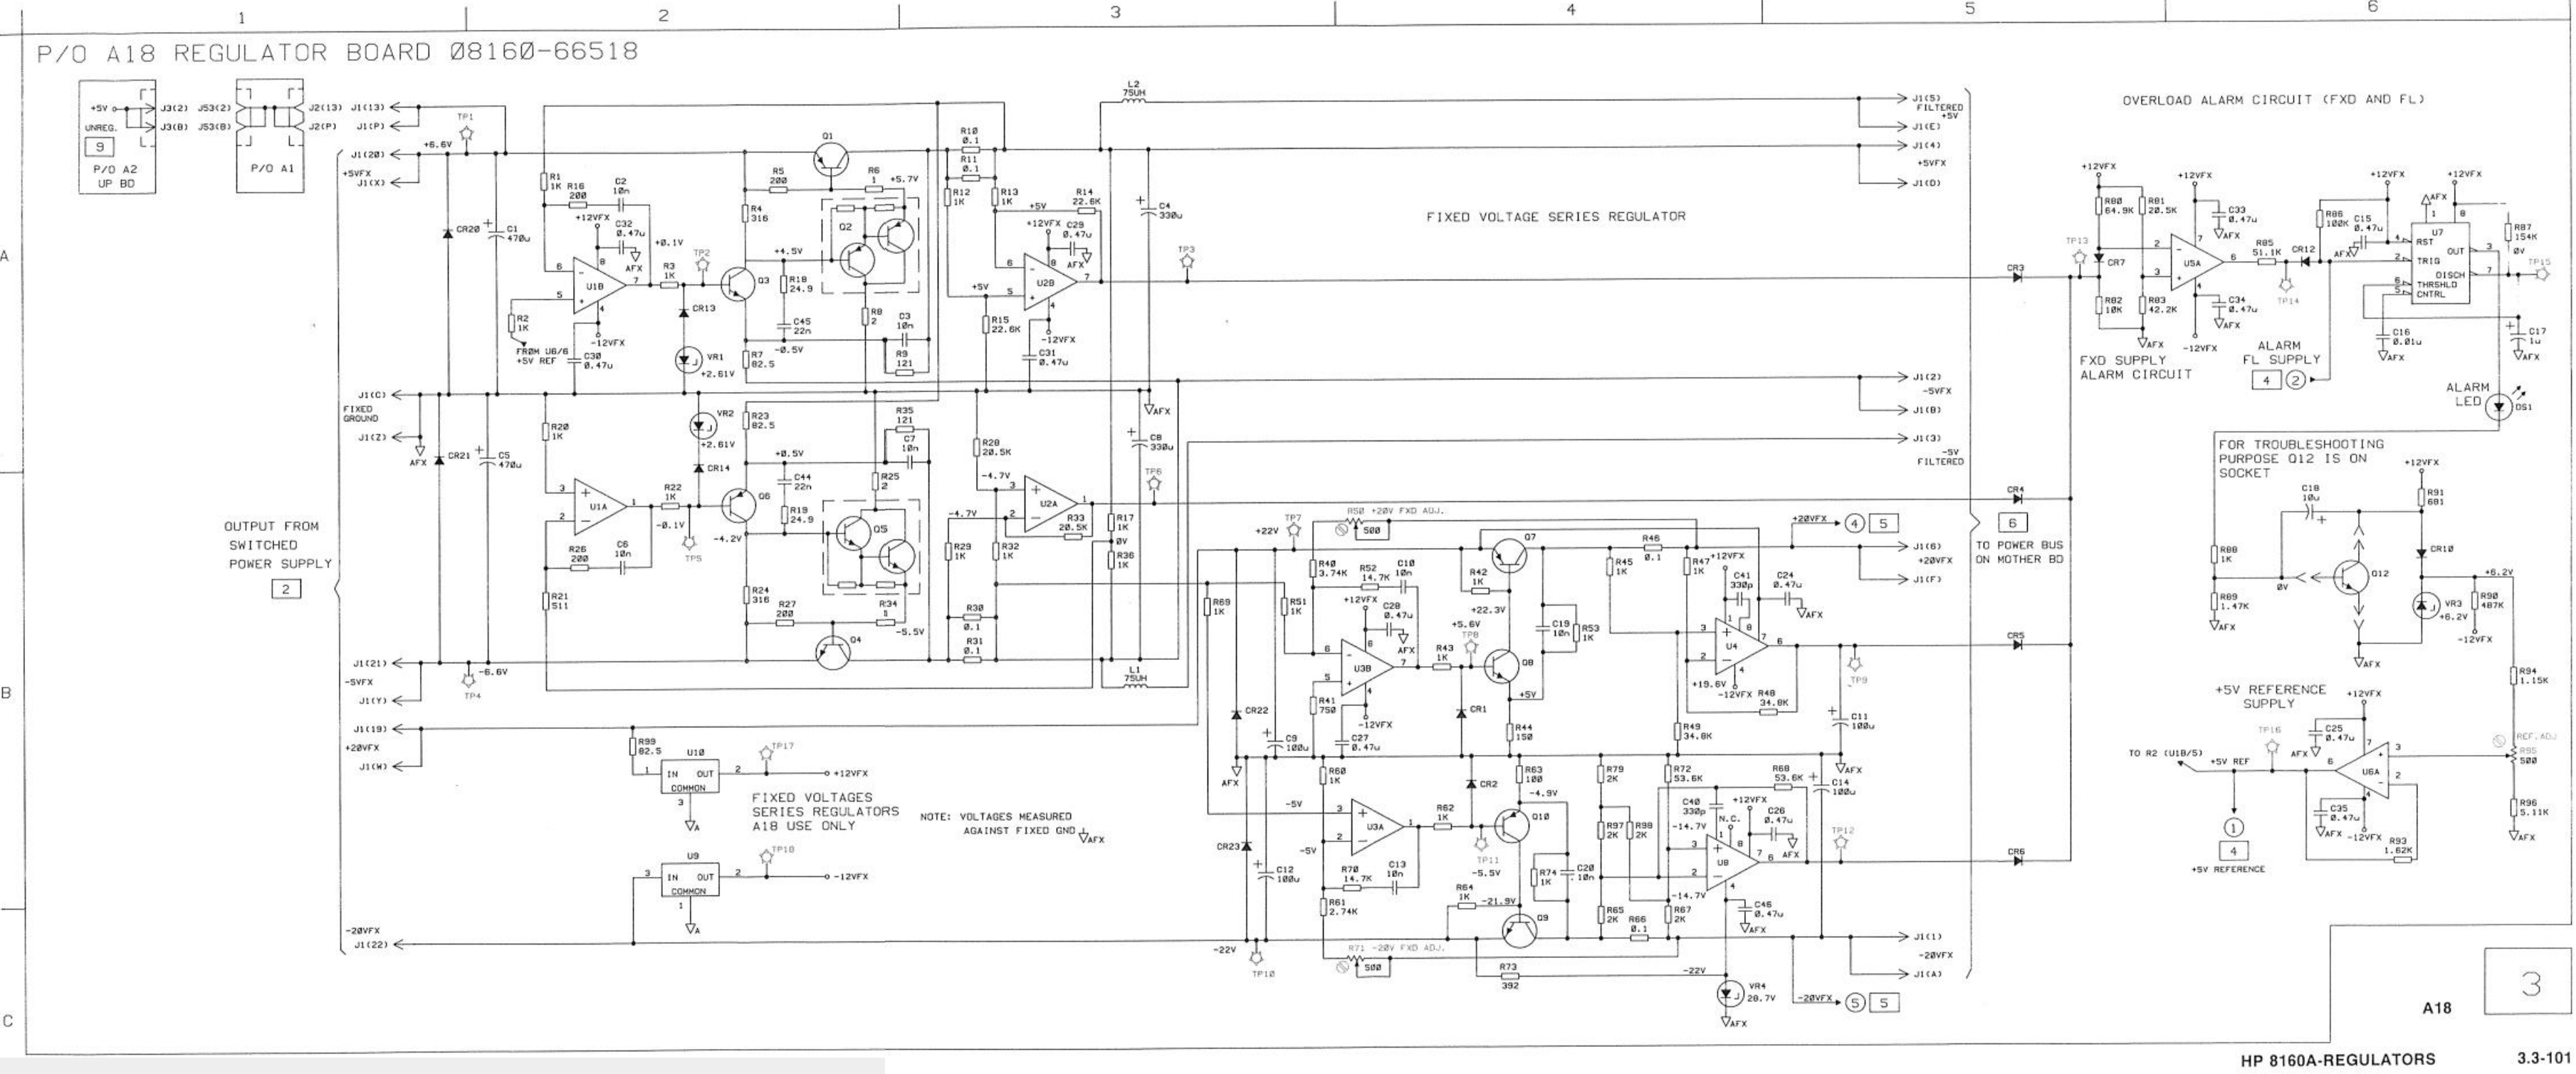 1 2 3 4 5 6
P/O A18 REGULATOR BOARD Ø8160-66518
+5V
UNREG.
9
P/O A2
UP BD
J3(2) J53(2)
J3(B) J53(B)
P/O A1
J2(13) J1(13)
J2(P) J1(P)
J1(20)
+5VFX
J1(X)
+6.6V
TP1
CR20
C1
470u
R1
1K
R16
200
C2
10n
+12VFX
C32
0.47u
AFX
+0.1V
6
5
8
7
4
U1B
R2
1K
FROM U6/6
+5V REF
C30
0.47u
-12VFX
R3
1K
TP2
CR13
VR1
+2.61V
Q3
Q1
R5
200
R6
1
+5.7V
R4
316
Q2
+4.5V
R18
24.9
C45
22n
-0.5V
R7
82.5
R8
2
C3
10n
R9
121
R10
0.1
R11
0.1
R12
1K
R13
1K
R14
22.6K
+5V
+12VFX
C29
0.47u
AFX
+5V
U2B
R15
22.6K
C31
0.47u
-12VFX
L2
75UH
C4
330u
TP3
FIXED VOLTAGE SERIES REGULATOR
J1(5)
FILTERED
+5V
J1(E)
J1(4)
+5VFX
J1(D)
CR3
J1(2)
-5VFX
J1(B)
J1(3)
-5V
FILTERED
CR4
6
TO POWER BUS
ON MOTHER BD
J1(6)
+20VFX
J1(F)
CR5
CR6
J1(1)
-20VFX
J1(A)
J1(C)
FIXED
GROUND
J1(Z)
AFX
CR21
C5
470u
R20
1K
U1A
R22
1K
-0.1V
TP5
R26
200
C6
10n
R21
511
VR2
+2.61V
CR14
Q6
R23
82.5
+0.5V
C44
22n
R19
24.9
-4.2V
Q5
R35
121
C7
10n
R25
2
R24
316
R27
200
R34
1
-5.5V
Q4
R28
20.5K
-4.7V
-4.7V
U2A
R33
20.5K
R29
1K
R32
1K
R30
0.1
R31
0.1
R17
1K
0V
R36
1K
C8
330u
AFX
TP6
L1
75UH
OUTPUT FROM
SWITCHED
POWER SUPPLY
2
J1(21)
-5VFX
J1(Y)
-6.6V
TP4
J1(19)
+20VFX
J1(W)
R99
82.5
U10
IN OUT
COMMON
TP17
+12VFX
A
FIXED VOLTAGES
SERIES REGULATORS
A18 USE ONLY
U9
IN OUT
COMMON
TP18
-12VFX
A
-20VFX
J1(22)
NOTE: VOLTAGES MEASURED
AGAINST FIXED GND AFX
+22V
TP7
R50 +20V FXD ADJ.
500
R40
3.74K
R52
14.7K
C10
10n
+12VFX
C28
0.47u
AFX
R69
1K
R51
1K
U3B
R41
750
-12VFX
C27
0.47u
CR22
C9
100u
AFX
R43
1K
+5.6V
TP8
CR1
Q8
+5V
R44
150
R42
1K
+22.3V
Q7
C19
10n
R53
1K
R45
1K
R46
0.1
R47
1K
+12VFX
C41
330p
C24
0.47u
AFX
U4
+19.6V
-12VFX
R48
34.8K
R49
34.8K
TP9
C11
100u
AFX
+20VFX 4 5
R60
1K
-5V
-5V
U3A
R62
1K
CR2
R63
100
-4.9V
Q10
TP11
-5.5V
R70
14.7K
C13
10n
R61
2.74K
R64
1K
-21.9V
Q9
R74
1K
C20
10n
CR23
C12
100u
-22V
TP10
R71 -20V FXD ADJ.
500
R73
392
-22V
VR4
28.7V
AFX
R79
2K
R97
2K
R98
2K
R65
2K
R66
0.1
R67
2K
R72
53.6K
R68
53.6K
C40
330p
-14.7V
+12VFX
N.C.
C26
0.47u
AFX
U8
-14.7V
C46
0.47u
AFX
C14
100u
TP12
-20VFX 5 5
OVERLOAD ALARM CIRCUIT (FXD AND FL)
+12VFX
R80
64.9K
R81
20.5K
TP13
CR7
R82
10K
R83
42.2K
AFX
FXD SUPPLY
ALARM CIRCUIT
+12VFX
C33
0.47u
AFX
U5A
C34
0.47u
AFX
-12VFX
R85
51.1K
CR12
TP14
ALARM
FL SUPPLY
4 2
+12VFX
R86
100K
C15
0.47u
AFX
+12VFX
AFX
U7
RST
OUT
TRIG
DISCH
THRSHLD
CNTRL
R87
154K
0V
TP15
C16
0.01u
AFX
C17
1u
AFX
ALARM
LED
DS1
FOR TROUBLESHOOTING
PURPOSE Q12 IS ON
SOCKET
C18
10u
+12VFX
R91
681
CR10
R88
1K
0V
Q12
+6.2V
R89
1.47K
AFX
VR3
+6.2V
R90
487K
-12VFX
AFX
R94
1.15K
+5V REFERENCE
SUPPLY
+12VFX
TP16
C25
0.47u
AFX
REF.ADJ
R95
500
TO R2 (U1B/5)
+5V REF
U6A
C35
0.47u
AFX
-12VFX
R93
1.62K
R96
5.11K
AFX
1
4
+5V REFERENCE
A
B
C
A18
3
HP 8160A-REGULATORS 3.3-101